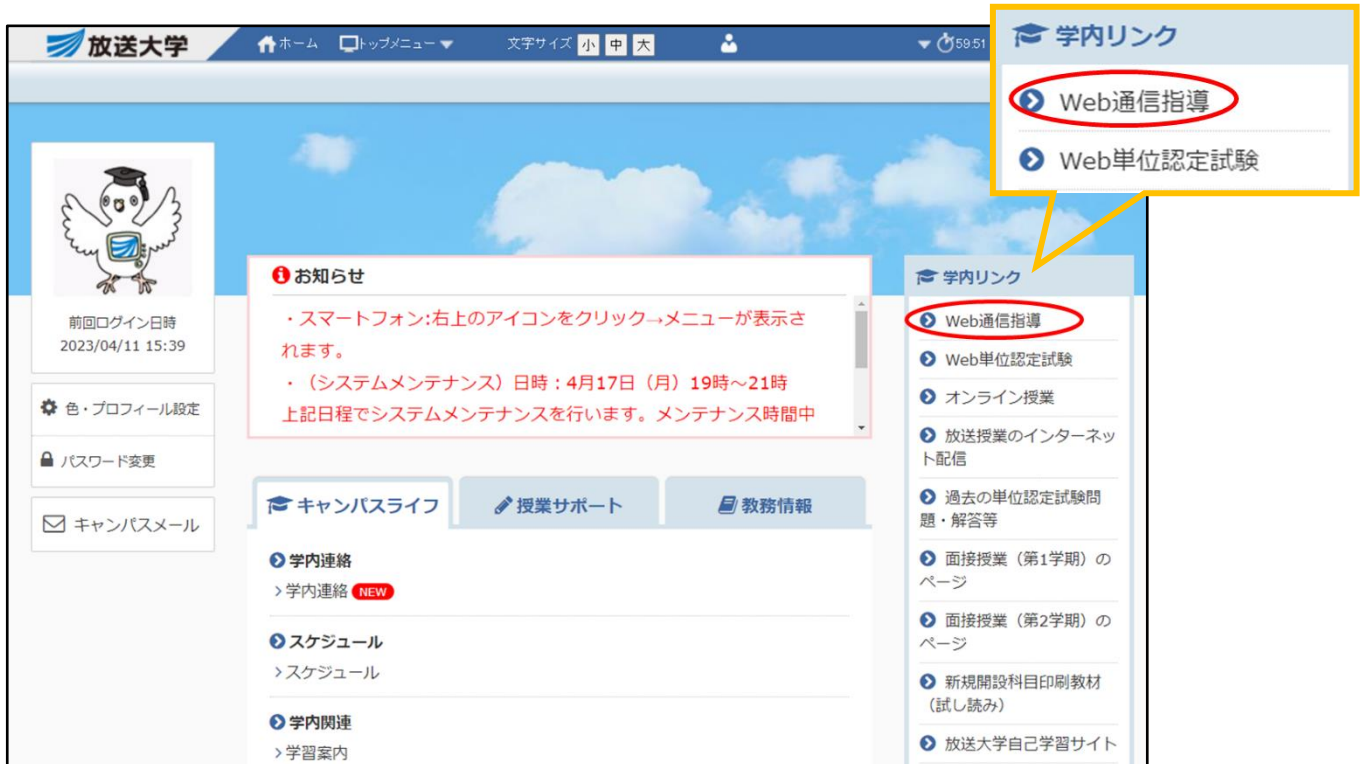 放送大学
ホーム トップメニュー▼ 文字サイズ 小 中 大 ▼ 59:51
学内リンク
Web通信指導
Web単位認定試験
前回ログイン日時
2023/04/11 15:39
色・プロフィール設定
パスワード変更
キャンパスメール
お知らせ
・スマートフォン:右上のアイコンをクリック→メニューが表示さ
れます。
・（システムメンテナンス）日時：4月17日（月）19時～21時
上記日程でシステムメンテナンスを行います。メンテナンス時間中
キャンパスライフ 授業サポート 教務情報
学内連絡
›学内連絡 NEW
スケジュール
›スケジュール
学内関連
›学習案内
学内リンク
Web通信指導
Web単位認定試験
オンライン授業
放送授業のインターネッ
ト配信
過去の単位認定試験問
題・解答等
面接授業（第1学期）の
ページ
面接授業（第2学期）の
ページ
新規開設科目印刷教材
（試し読み）
放送大学自己学習サイト